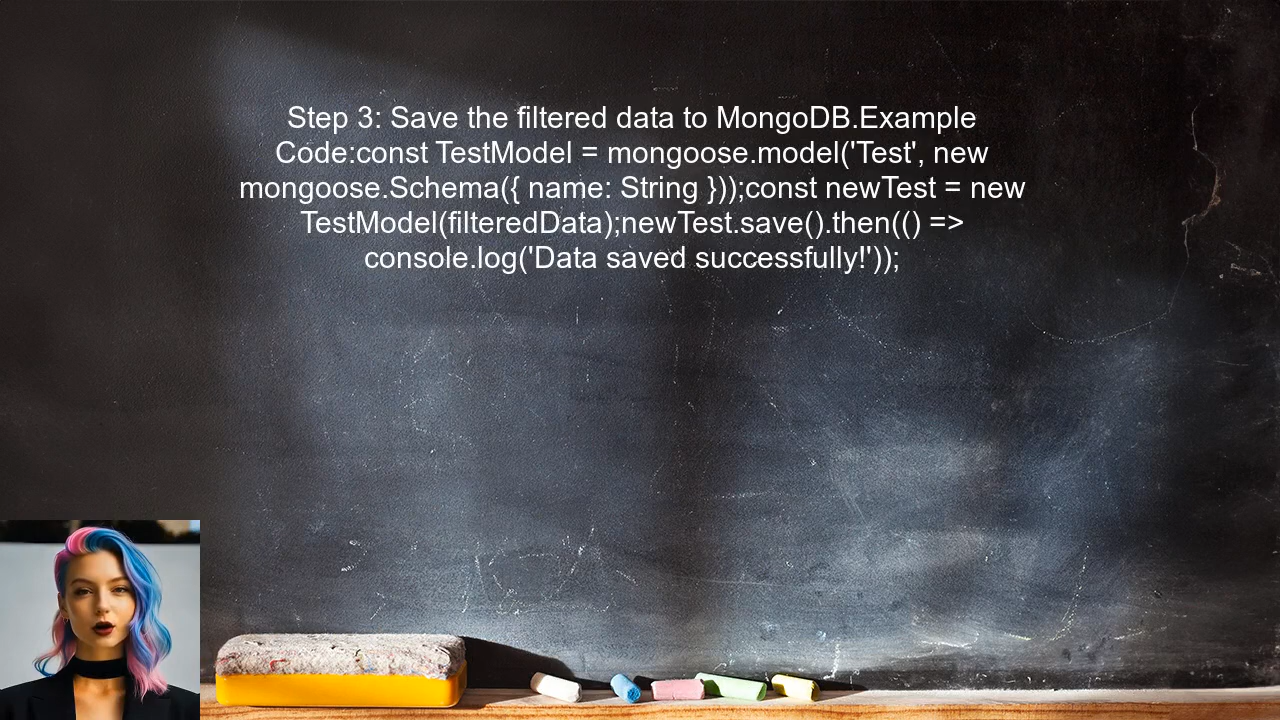 Step 3: Save the filtered data to MongoDB.Example
Code:const TestModel = mongoose.model('Test', new
mongoose.Schema({ name: String }));const newTest = new
TestModel(filteredData);newTest.save().then(() =>
console.log('Data saved successfully!'));